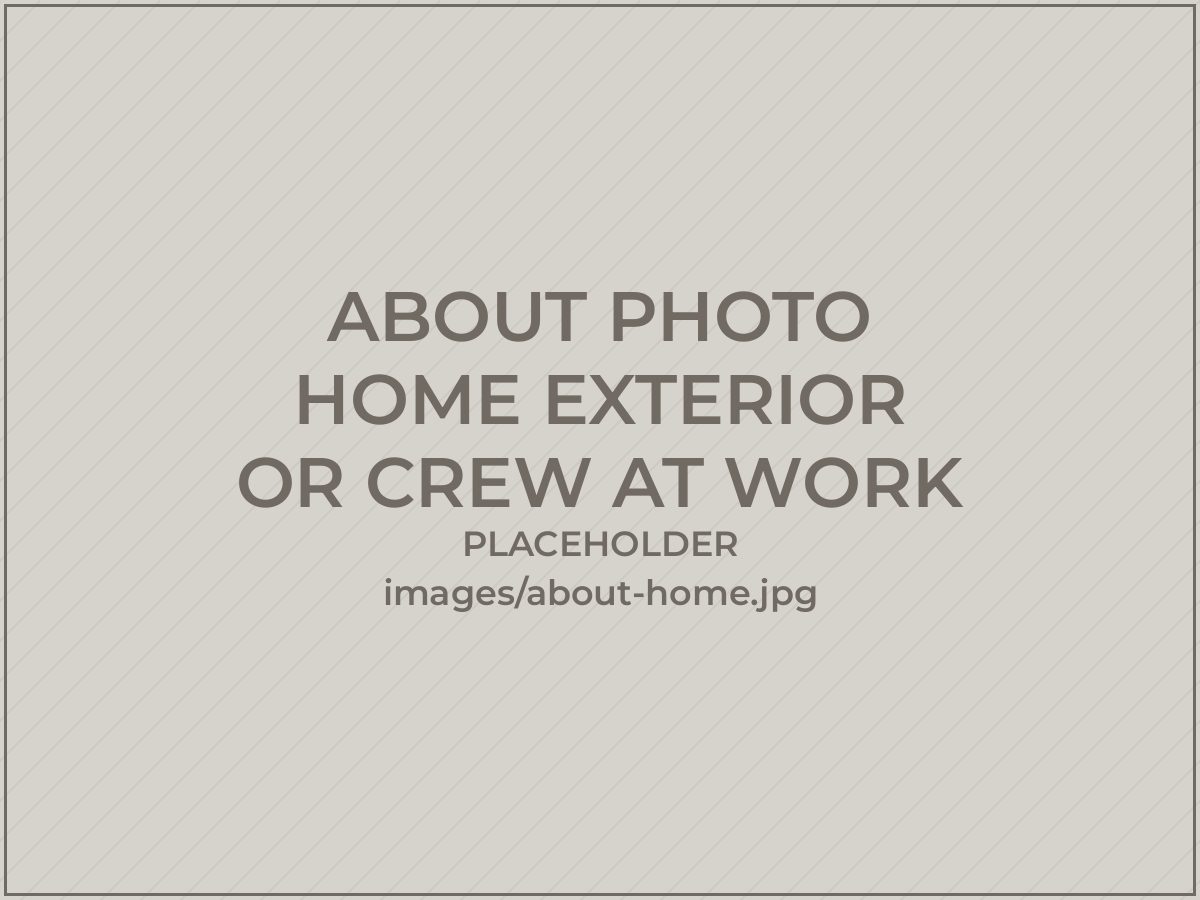 ABOUT PHOTO
HOME EXTERIOR
OR CREW AT WORK
PLACEHOLDER
images/about-home.jpg